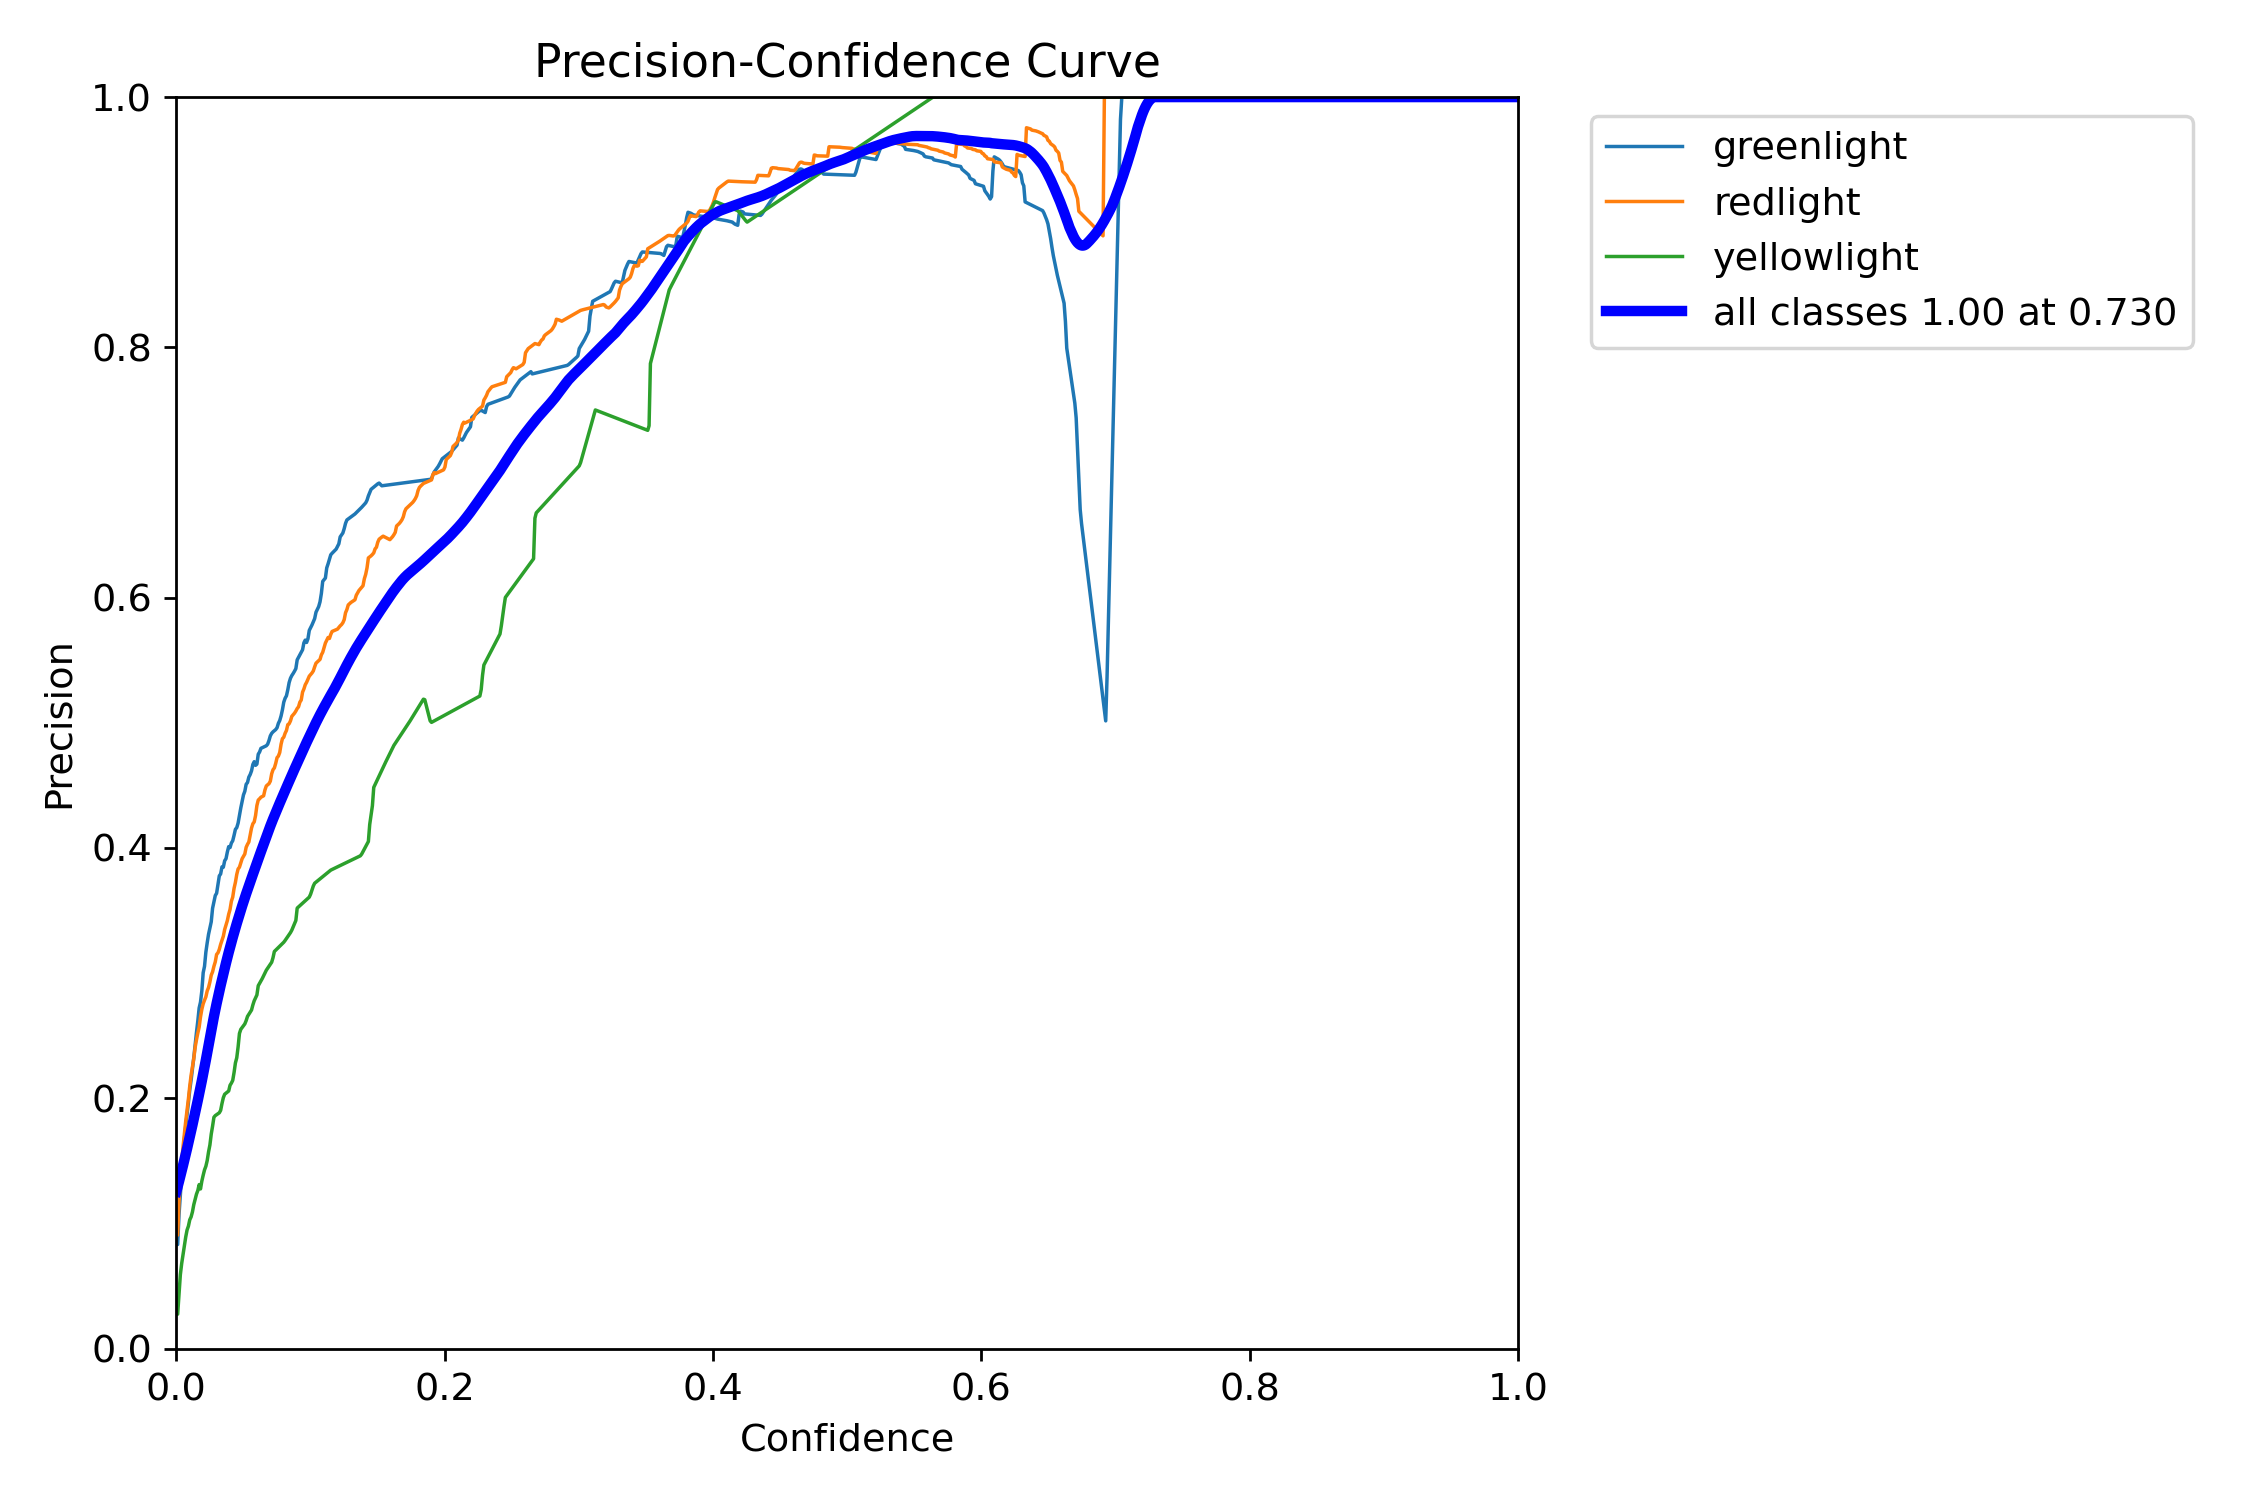 Precision-Confidence Curve
1.0
0.8
0.6
0.4
0.2
0.0
Precision
0.0 0.2 0.4 0.6 0.8 1.0
Confidence
greenlight
redlight
yellowlight
all classes 1.00 at 0.730